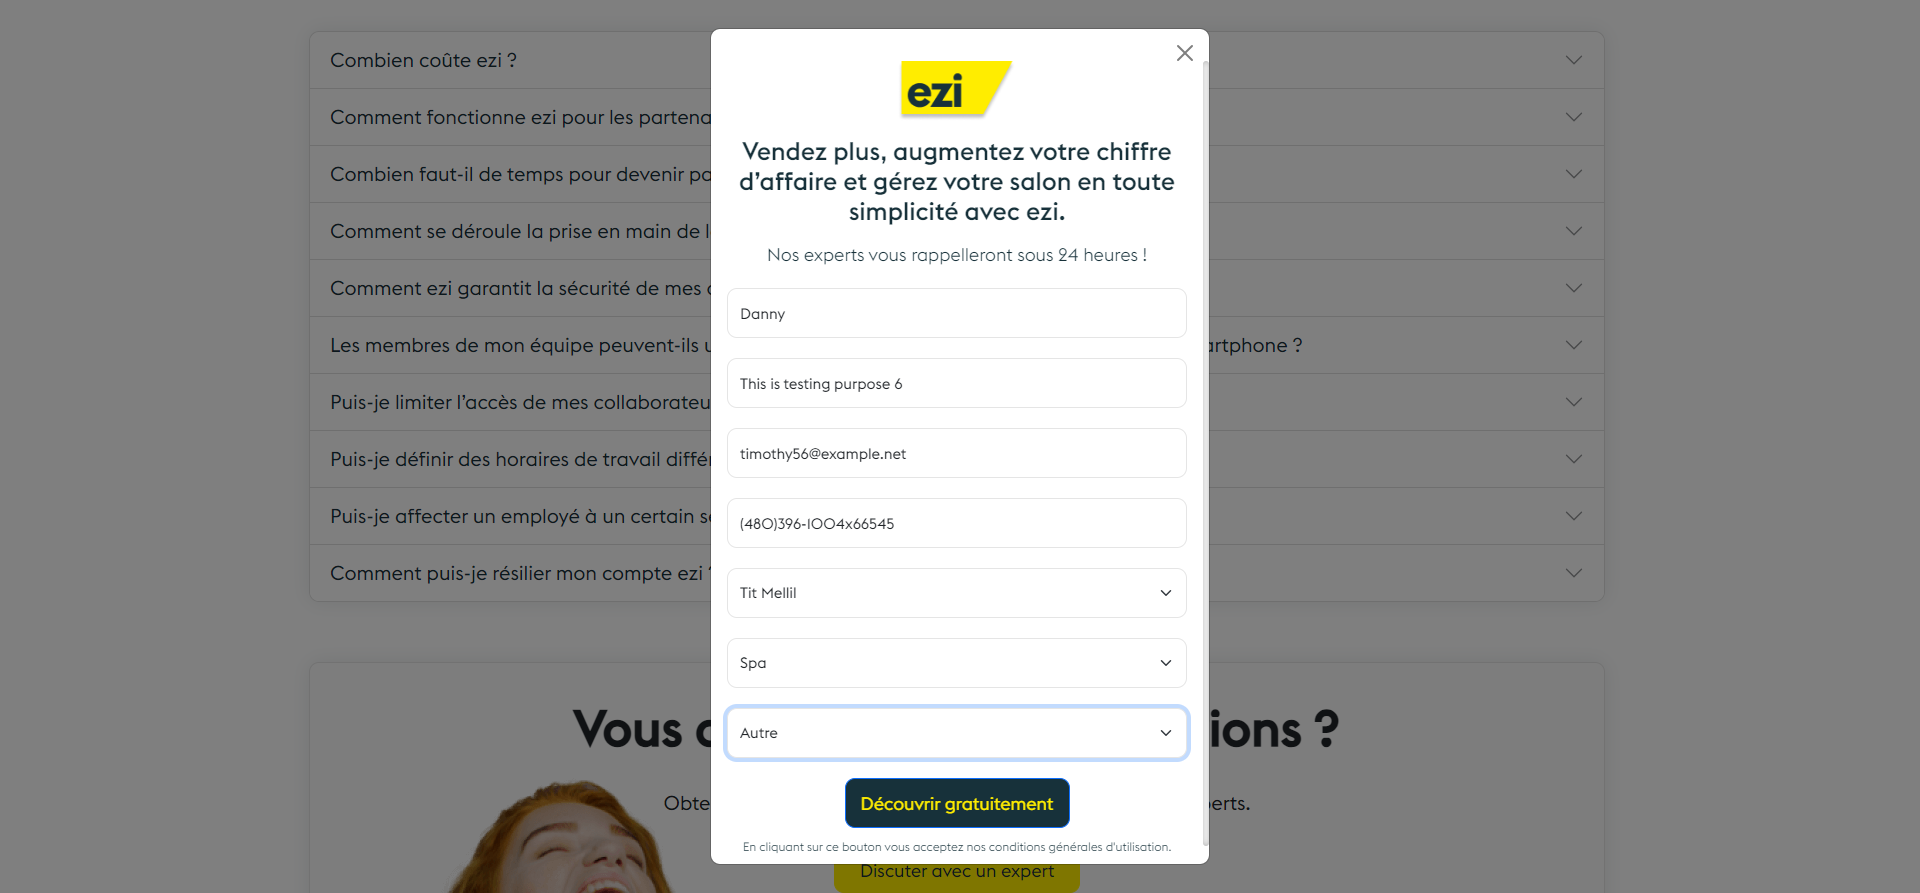 Combien coûte ezi ?
Comment fonctionne ezi pour les partena
Combien faut-il de temps pour devenir pa
Comment se déroule la prise en main de l
Comment ezi garantit la sécurité de mes
Les membres de mon équipe peuvent-ils
artphone ?
Puis-je limiter l’accès de mes collaborateu
Puis-je définir des horaires de travail différ
Puis-je affecter un employé à un certain se
Comment puis-je résilier mon compte ezi ?
ezi
Vendez plus, augmentez votre chiffre
d’affaire et gérez votre salon en toute
simplicité avec ezi.
Nos experts vous rappelleront sous 24 heures !
Danny
This is testing purpose 6
timothy56@example.net
(480)396-1004x66545
Tit Mellil
Spa
Autre
Découvrir gratuitement
En cliquant sur ce bouton vous acceptez nos conditions générales d'utilisation.
Vous
ions ?
Obte
erts.
Discuter avec un expert